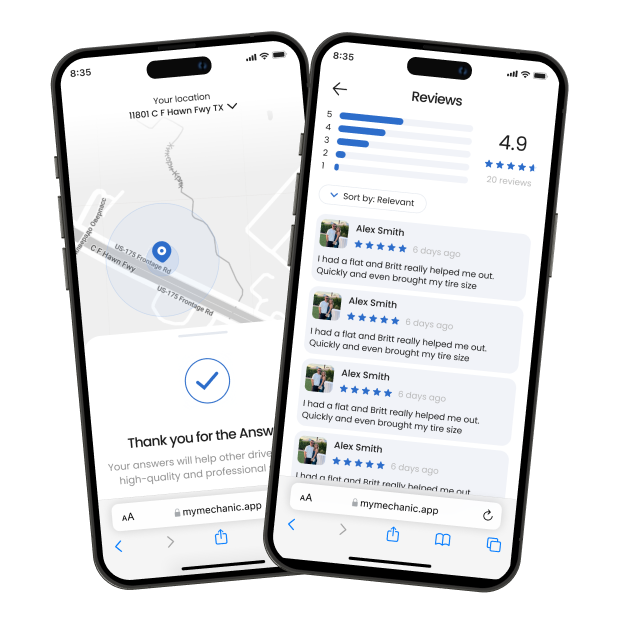 8:35
Your location
11801 C F Hawn Fwy TX
US-175 Frontage Rd
C F Hawn Fwy
US-175 Frontage Rd
Thank you for the Answ
Your answers will help other drive
high-quality and professional
AA
mymechanic.app
8:35
Reviews
5
4
3
2
1
4.9
20 reviews
Sort by: Relevant
Alex Smith
6 days ago
I had a flat and Britt really helped me out.
Quickly and even brought my tire size
Alex Smith
6 days ago
I had a flat and Britt really helped me out.
Quickly and even brought my tire size
Alex Smith
6 days ago
I had a flat and Britt really helped me out.
Quickly and even brought my tire size
Alex Smith
6 days ago
I had a flat and Britt really helped me out.
AA
mymechanic.app